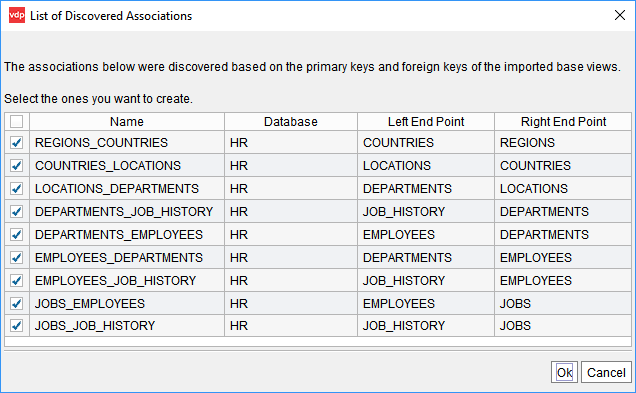 vdp List of Discovered Associations
The associations below were discovered based on the primary keys and foreign keys of the imported base views.
Select the ones you want to create.
Name Database Left End Point Right End Point
REGIONS_COUNTRIES HR COUNTRIES REGIONS
COUNTRIES_LOCATIONS HR LOCATIONS COUNTRIES
LOCATIONS_DEPARTMENTS HR DEPARTMENTS LOCATIONS
DEPARTMENTS_JOB_HISTORY HR JOB_HISTORY DEPARTMENTS
DEPARTMENTS_EMPLOYEES HR EMPLOYEES DEPARTMENTS
EMPLOYEES_DEPARTMENTS HR DEPARTMENTS EMPLOYEES
EMPLOYEES_JOB_HISTORY HR JOB_HISTORY EMPLOYEES
JOBS_EMPLOYEES HR EMPLOYEES JOBS
JOBS_JOB_HISTORY HR JOB_HISTORY JOBS
Ok Cancel